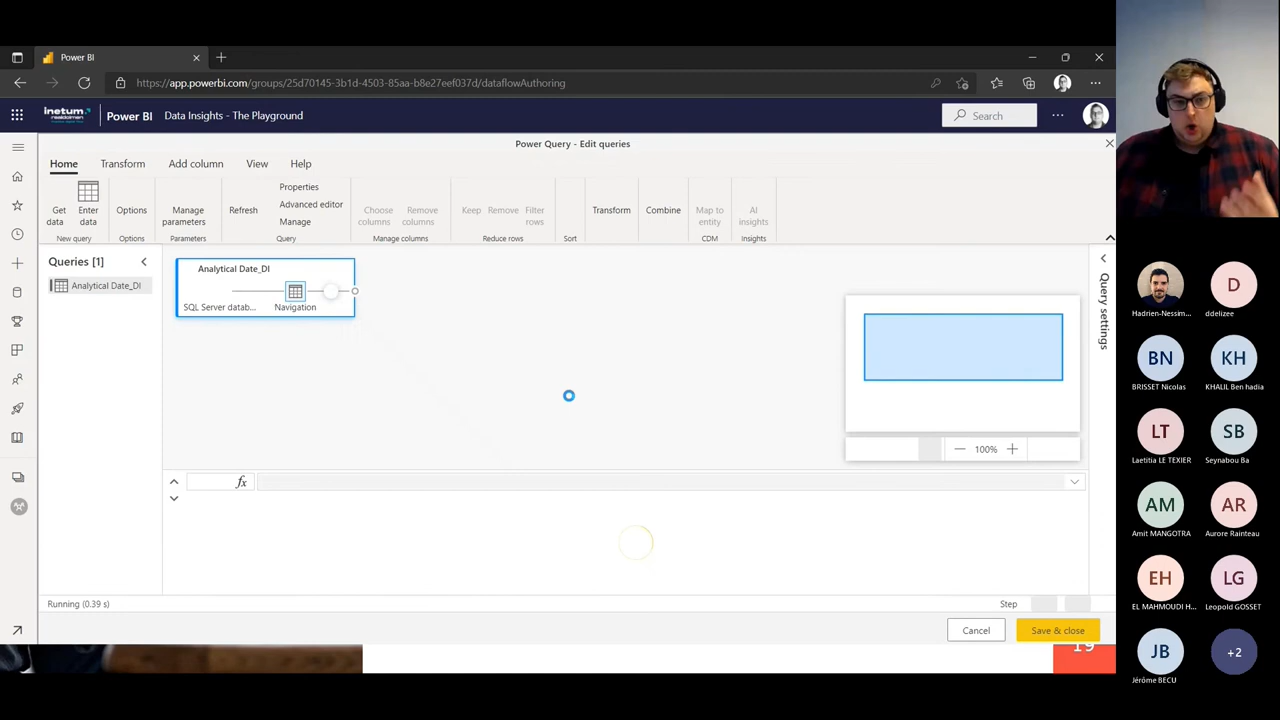 Power BI
https://app.powerbi.com/groups/25d70145-3b1d-4503-85aa-b8e27eef037d/dataflowAuthoring
inetum
realdolmen
Power BI
Data Insights - The Playground
Search
Power Query - Edit queries
Home
Transform
Add column
View
Help
Get data
Enter data
New query
Options
Options
Manage parameters
Parameters
Refresh
Properties
Advanced editor
Manage
Query
Choose columns
Remove columns
Manage columns
Keep
Remove
Filter rows
Reduce rows
Sort
Transform
Combine
Map to entity
CDM
AI insights
Insights
Queries [1]
Analytical Date_DI
Analytical Date_DI
SQL Server datab...
Navigation
Query settings
100%
fx
Running (0.39 s)
Step
Cancel
Save & close
19
Hadrien-Nessim...
D
ddelizee
BN
BRISSET Nicolas
KH
KHALIL Ben hadia
LT
Laetitia LE TEXIER
SB
Seynabou Ba
AM
Amit MANGOTRA
AR
Aurore Rainteau
EH
EL MAHMOUDI H...
LG
Leopold GOSSET
JB
Jérôme BECU
+2